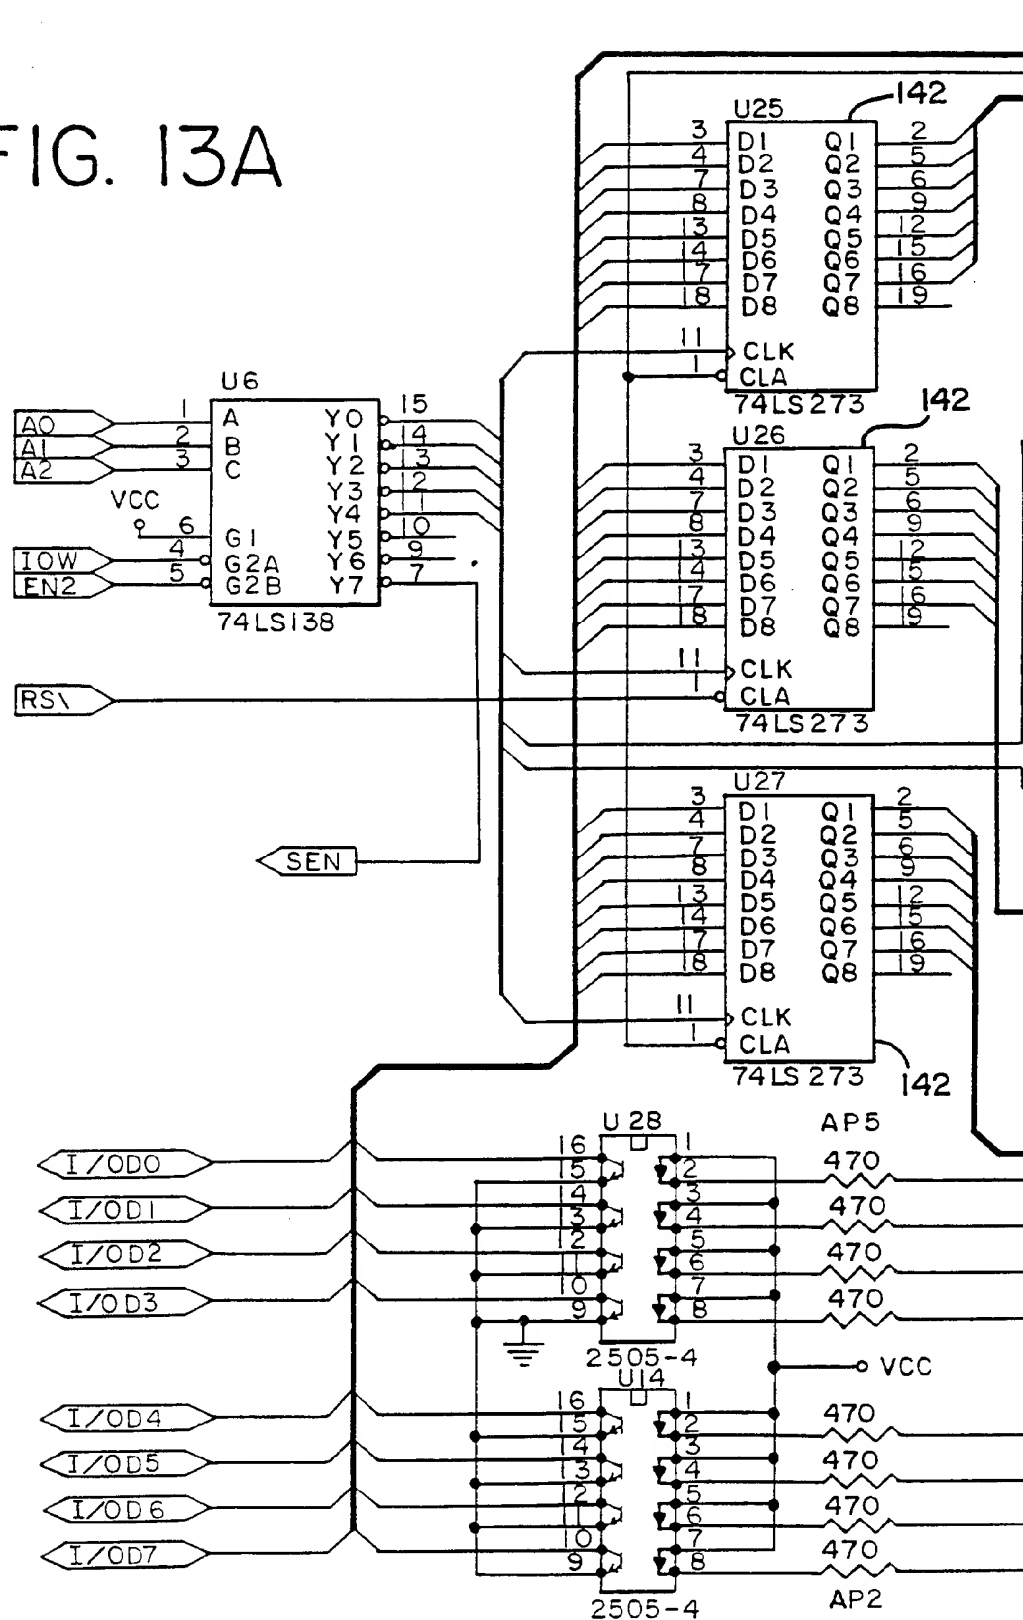 FIG. 13A
142
U25
3 D1 Q1 2
4 D2 Q2 5
7 D3 Q3 6
8 D4 Q4 9
13 D5 Q5 12
14 D6 Q6 15
17 D7 Q7 16
18 D8 Q8 19
11 CLK
1 CLA
74LS273
U6
A0 1 A Y0 15
A1 2 B Y1 14
A2 3 C Y2 13
Y3 12
VCC
Y4 11
6 G1 Y5 10
IOW 4 G2A Y6 9
EN2 5 G2B Y7 7
74LS138
142
U26
3 D1 Q1 2
4 D2 Q2 5
7 D3 Q3 6
8 D4 Q4 9
13 D5 Q5 12
14 D6 Q6 15
17 D7 Q7 16
18 D8 Q8 19
11 CLK
1 CLA
74LS273
RS\
SEN
U27
3 D1 Q1 2
4 D2 Q2 5
7 D3 Q3 6
8 D4 Q4 9
13 D5 Q5 12
14 D6 Q6 15
17 D7 Q7 16
18 D8 Q8 19
11 CLK
1 CLA
74LS273
142
U28
AP5
I/OD0 16 1
15 2 470
I/OD1 14 3
13 4 470
I/OD2 12 5
11 6 470
I/OD3 10 7
9 8 470
2505-4
VCC
U14
I/OD4 16 1
15 2 470
I/OD5 14 3
13 4 470
I/OD6 12 5
11 6 470
I/OD7 10 7
9 8 470
2505-4
AP2